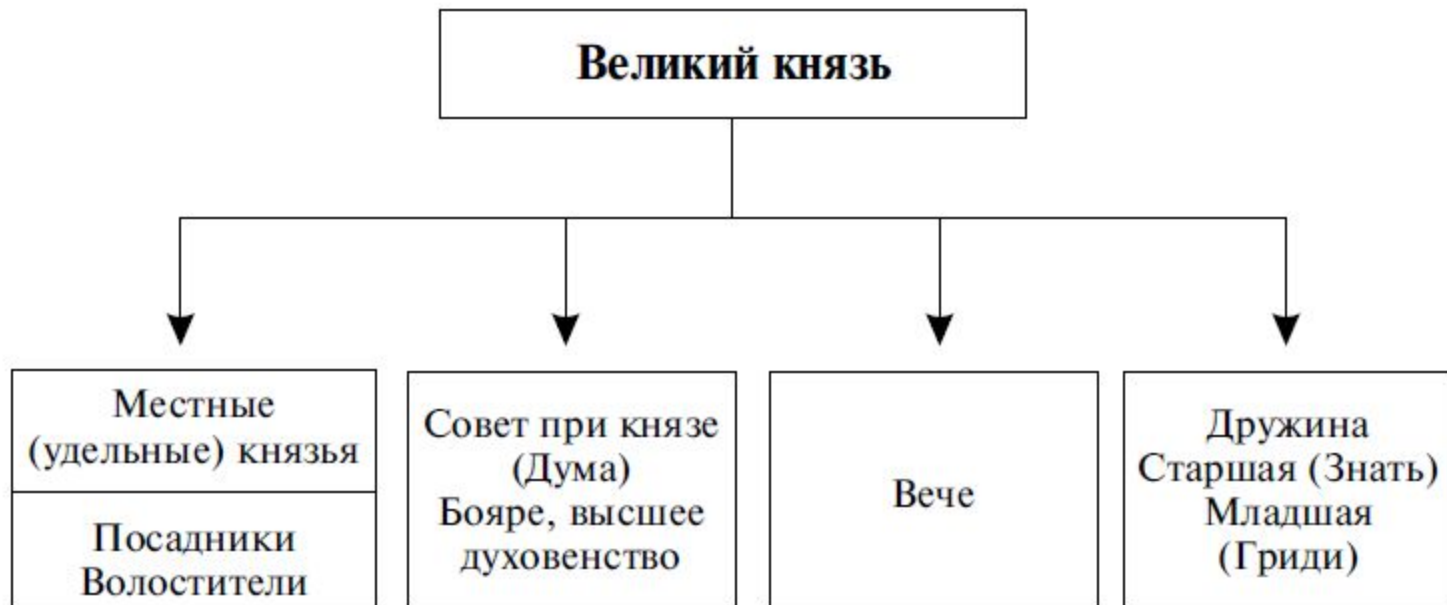 Великий князь
Местные
(удельные) князья
Посадники
Волостители
Совет при князе
(Дума)
Бояре, высшее
духовенство
Вече
Дружина
Старшая (Знать)
Младшая
(Гриди)